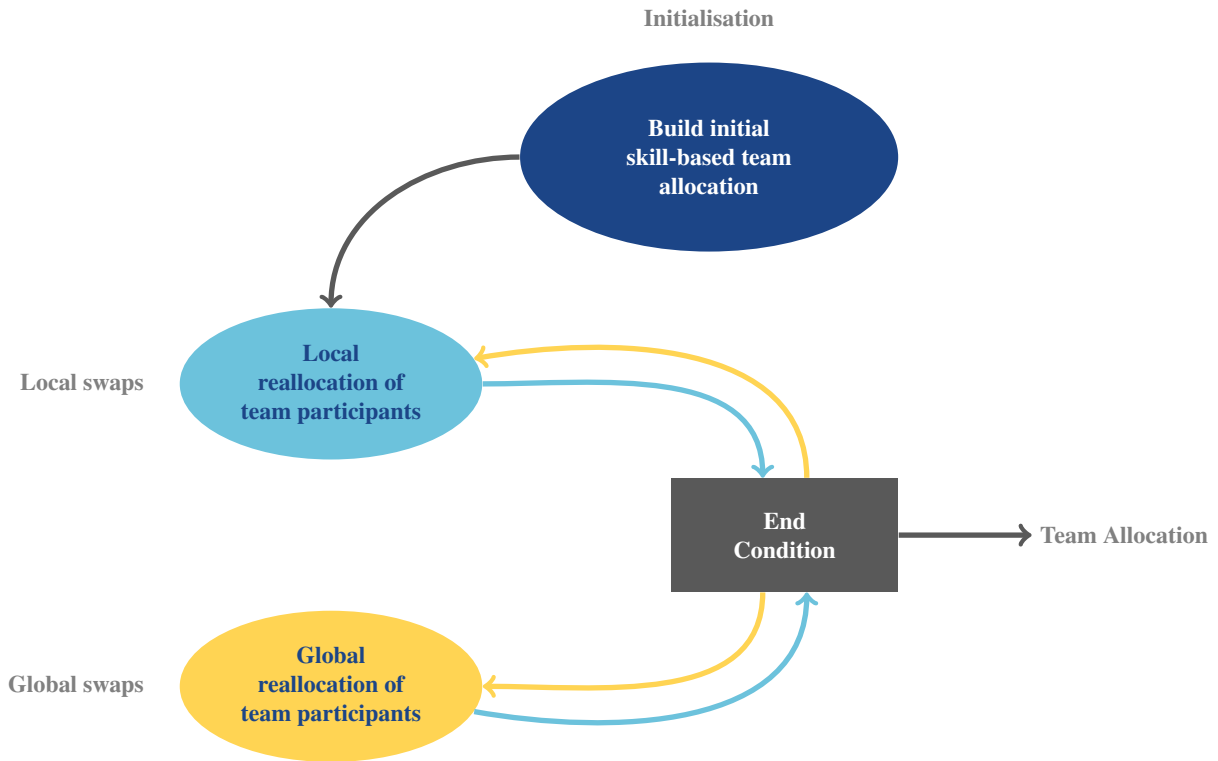 Initialisation
Build initial
skill-based team
allocation
Local swaps
Local
reallocation of
team participants
End
Condition
Team Allocation
Global swaps
Global
reallocation of
team participants